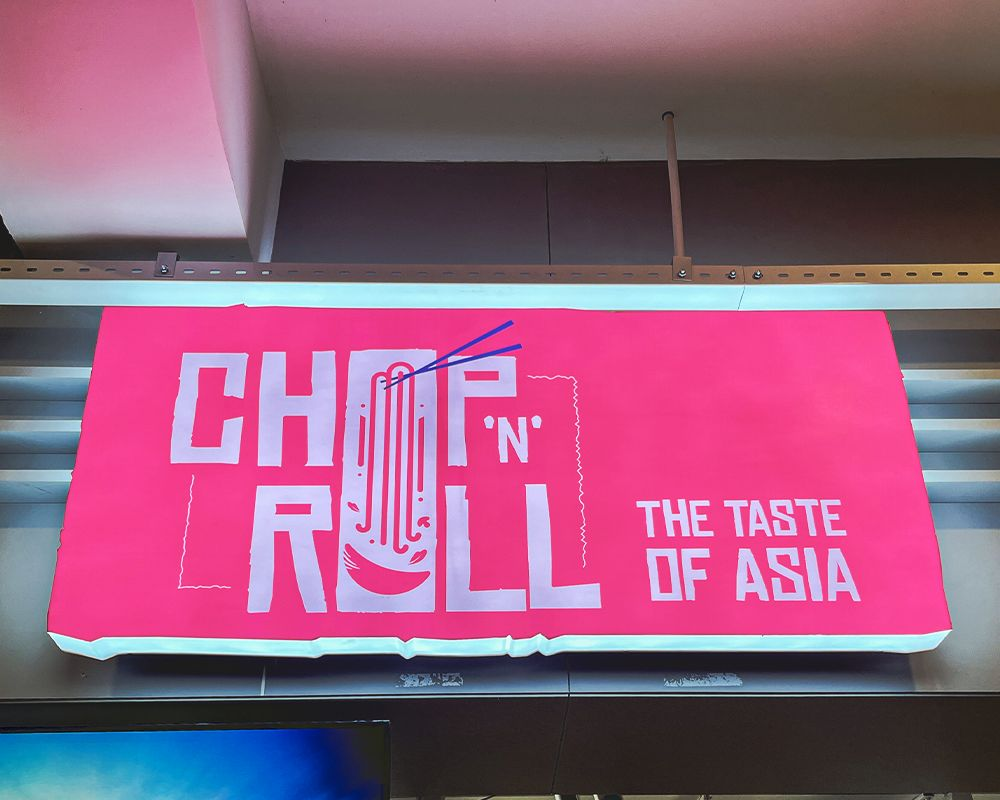 CHOP
'N'
ROLL
THE TASTE
OF ASIA